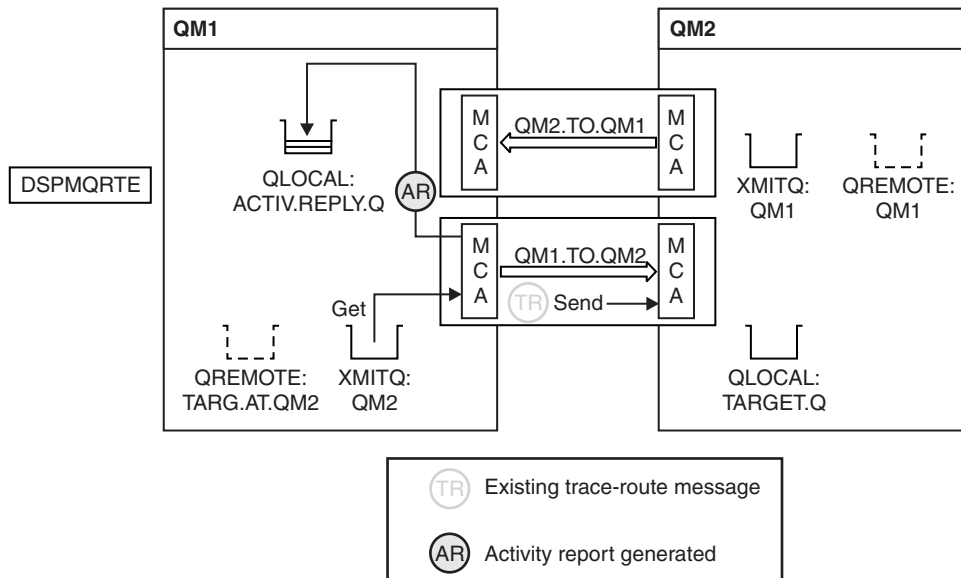 QM1
QM2
M
C
A
QM2.TO.QM1
M
C
A
DSPMQRTE
QLOCAL:
ACTIV.REPLY.Q
AR
XMITQ:
QM1
QREMOTE:
QM1
M
C
A
QM1.TO.QM2
M
C
A
TR Send
Get
QREMOTE:
TARG.AT.QM2
XMITQ:
QM2
QLOCAL:
TARGET.Q
TR Existing trace-route message
AR Activity report generated